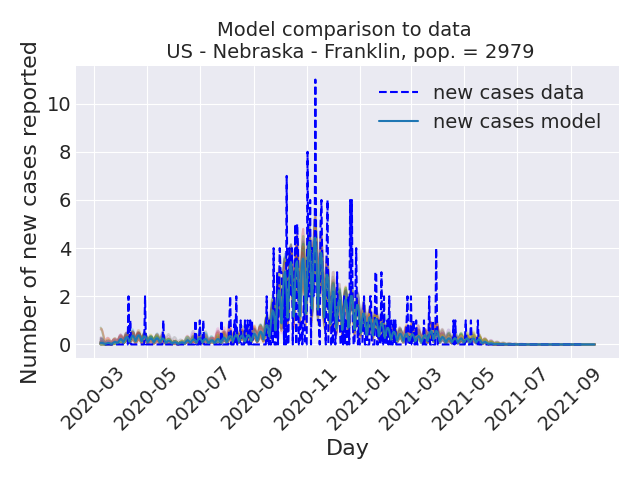 Model comparison to data
US - Nebraska - Franklin, pop. = 2979
Number of new cases reported
10
8
6
4
2
0
new cases data
new cases model
2020-03
2020-05
2020-07
2020-09
2020-11
2021-01
2021-03
2021-05
2021-07
2021-09
Day